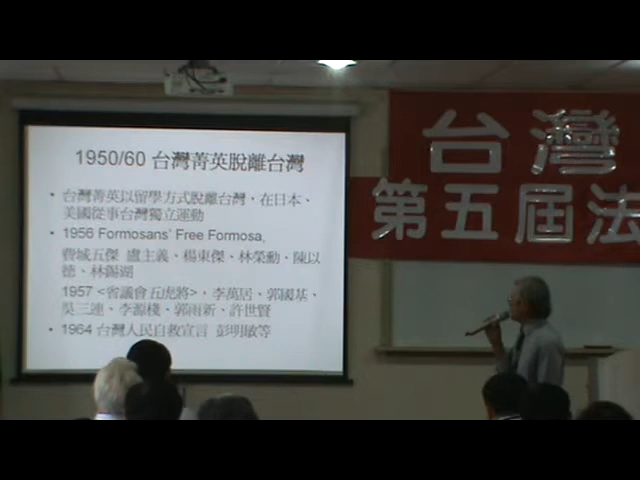 1950/60 台灣菁英脫離台灣
• 台灣菁英以留學方式脫離台灣，在日本、
美國從事台灣獨立運動
• 1956 Formosans' Free Formosa,
費城五傑 盧主義、楊東傑、林榮勳、陳以
德、林錫湖
1957 <省議會五虎將>，李萬居、郭國基、
吳三連、李源棧、郭雨新、許世賢
• 1964 台灣人民自救宣言 彭明敏等
台灣
第五屆法